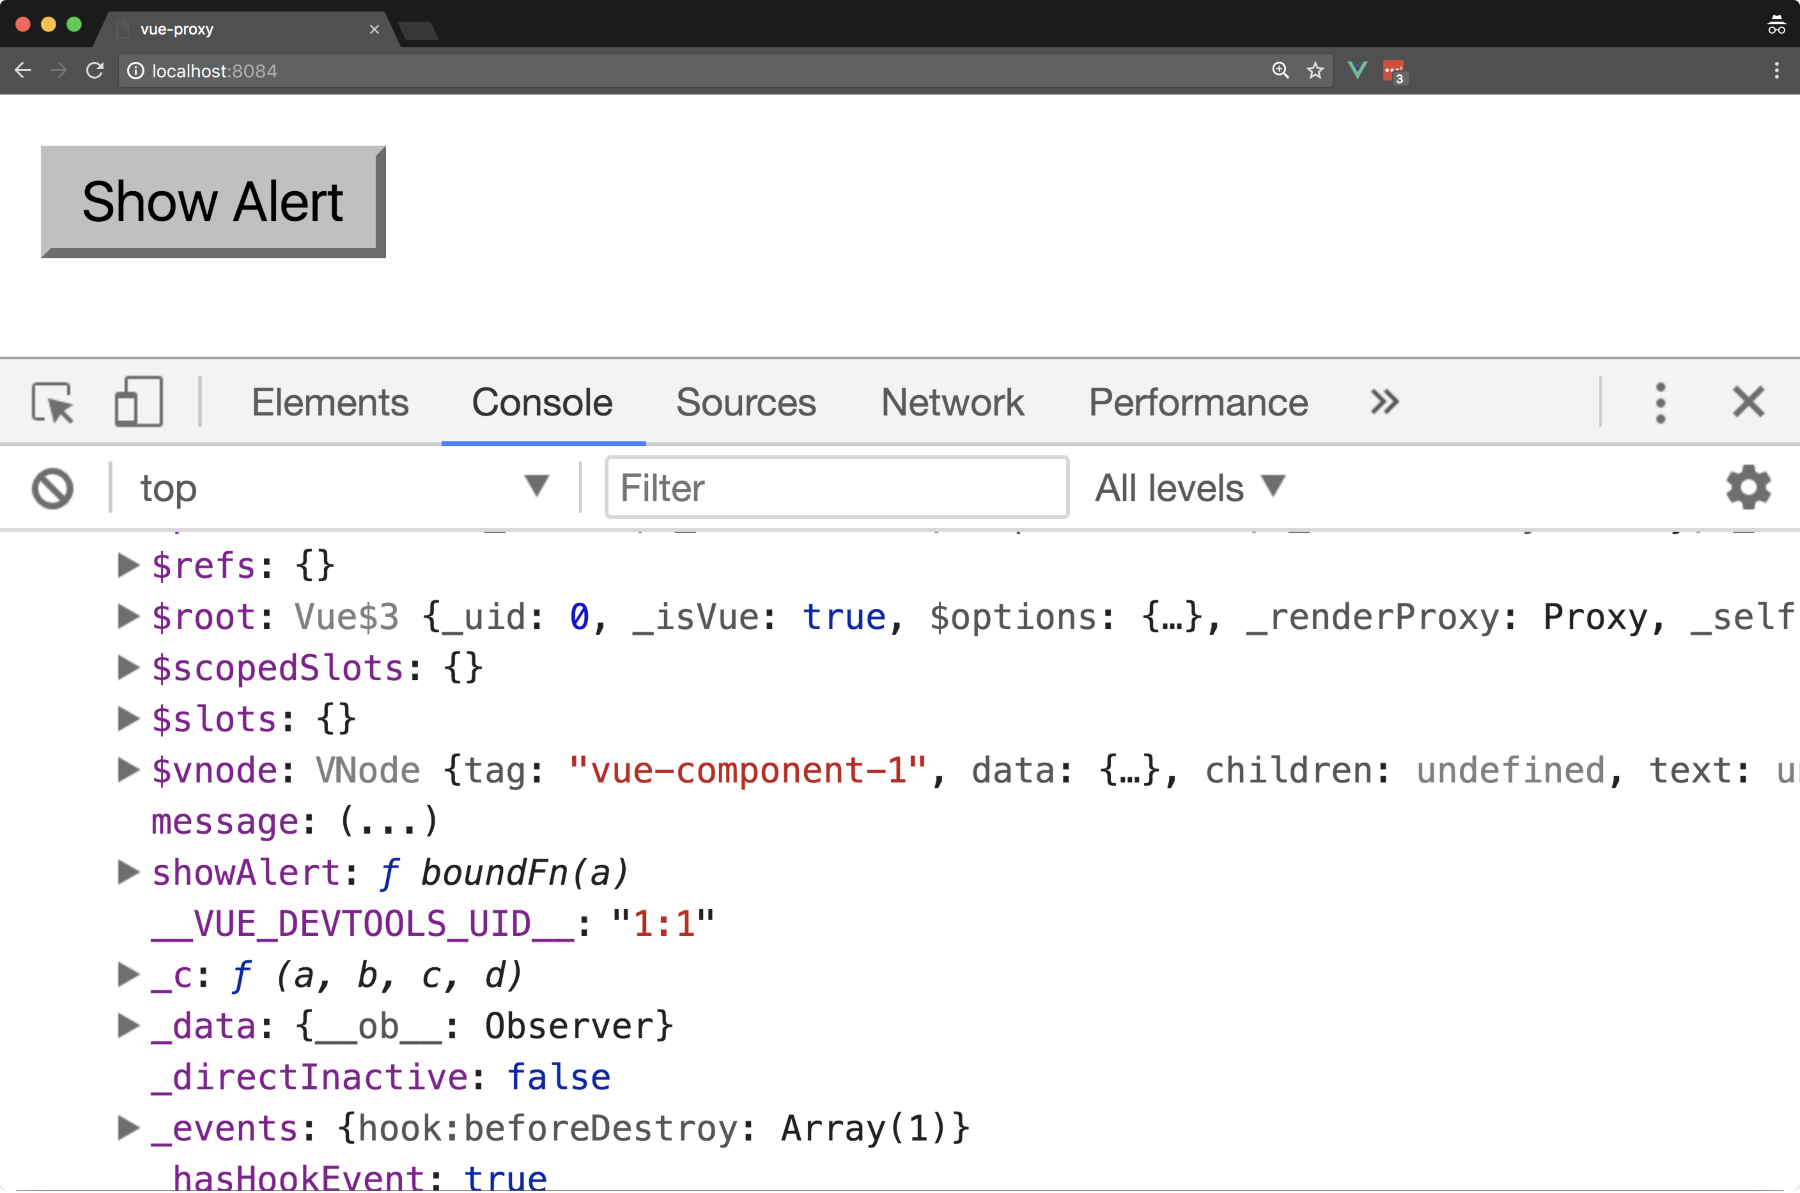 vue-proxy
localhost:8084
3
Show Alert
Elements Console Sources Network Performance
top Filter All levels
$refs: {}
$root: Vue$3 {_uid: 0, _isVue: true, $options: {…}, _renderProxy: Proxy, _self
$scopedSlots: {}
$slots: {}
$vnode: VNode {tag: "vue-component-1", data: {…}, children: undefined, text: u
message: (...)
showAlert: ƒ boundFn(a)
__VUE_DEVTOOLS_UID__: "1:1"
_c: ƒ (a, b, c, d)
_data: {__ob__: Observer}
_directInactive: false
_events: {hook:beforeDestroy: Array(1)}
_hasHookEvent: true